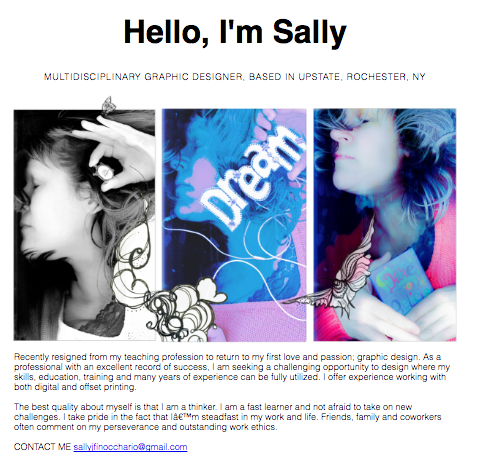 Hello, I'm Sally
MULTIDISCIPLINARY GRAPHIC DESIGNER, BASED IN UPSTATE, ROCHESTER, NY
Dream
Recently resigned from my teaching profession to return to my first love and passion; graphic design. As a
professional with an excellent record of success, I am seeking a challenging opportunity to design where my
skills, education, training and many years of experience can be fully utilized. I offer experience working with
both digital and offset printing.
The best quality about myself is that I am a thinker. I am a fast learner and not afraid to take on new
challenges. I take pride in the fact that Iâ€™m steadfast in my work and life. Friends, family and coworkers
often comment on my perseverance and outstanding work ethics.
CONTACT ME sallyjfinocchario@gmail.com